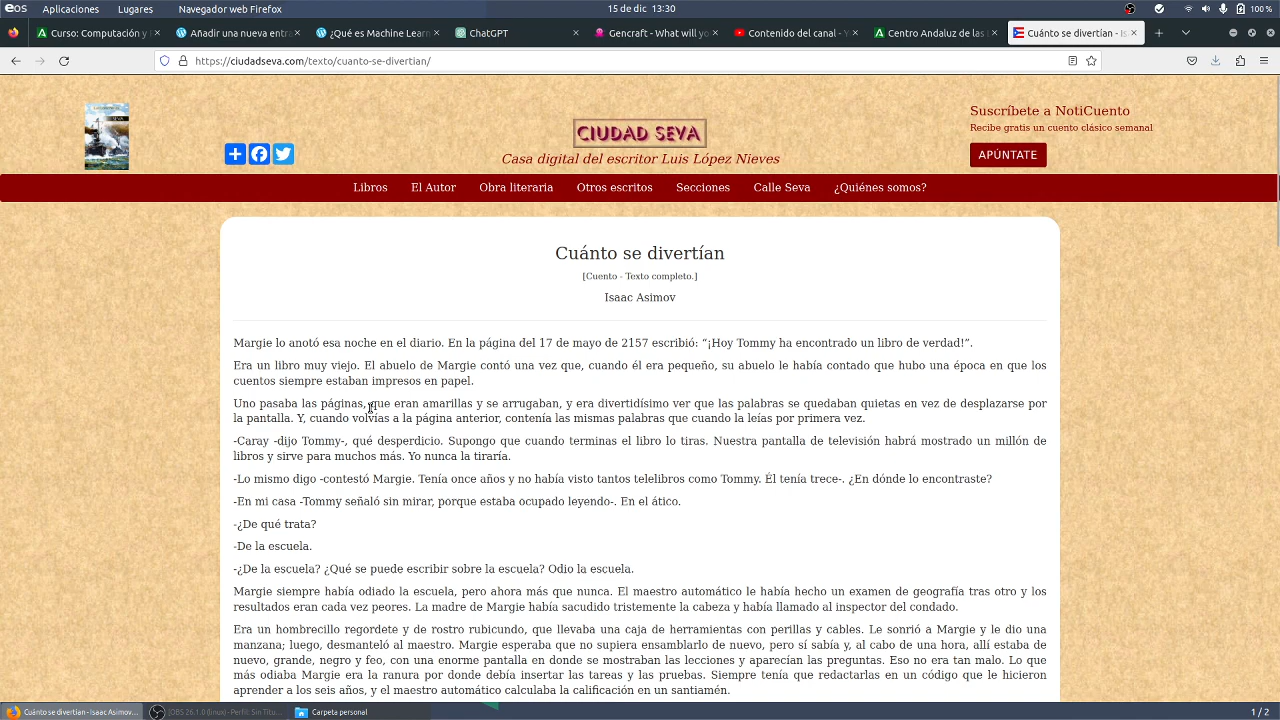 Aplicaciones
Lugares
Navegador web Firefox
15 de dic 13:30
100 %
Curso: Computación y
Añadir una nueva entra
¿Qué es Machine Learn
ChatGPT
Gencraft - What will yo
Contenido del canal - Y
Centro Andaluz de las
Cuánto se divertían - Is
https://ciudadseva.com/texto/cuanto-se-divertian/
Suscríbete a NotiCuento
Recibe gratis un cuento clásico semanal
APÚNTATE
CIUDAD SEVA
Casa digital del escritor Luis López Nieves
Libros
El Autor
Obra literaria
Otros escritos
Secciones
Calle Seva
¿Quiénes somos?
Cuánto se divertían
[Cuento - Texto completo.]
Isaac Asimov
Margie lo anotó esa noche en el diario. En la página del 17 de mayo de 2157 escribió: “¡Hoy Tommy ha encontrado un libro de verdad!”.
Era un libro muy viejo. El abuelo de Margie contó una vez que, cuando él era pequeño, su abuelo le había contado que hubo una época en que los
cuentos siempre estaban impresos en papel.
Uno pasaba las páginas, que eran amarillas y se arrugaban, y era divertidísimo ver que las palabras se quedaban quietas en vez de desplazarse por
la pantalla. Y, cuando volvías a la página anterior, contenía las mismas palabras que cuando la leías por primera vez.
-Caray -dijo Tommy-, qué desperdicio. Supongo que cuando terminas el libro lo tiras. Nuestra pantalla de televisión habrá mostrado un millón de
libros y sirve para muchos más. Yo nunca la tiraría.
-Lo mismo digo -contestó Margie. Tenía once años y no había visto tantos telelibros como Tommy. Él tenía trece-. ¿En dónde lo encontraste?
-En mi casa -Tommy señaló sin mirar, porque estaba ocupado leyendo-. En el ático.
-¿De qué trata?
-De la escuela.
-¿De la escuela? ¿Qué se puede escribir sobre la escuela? Odio la escuela.
Margie siempre había odiado la escuela, pero ahora más que nunca. El maestro automático le había hecho un examen de geografía tras otro y los
resultados eran cada vez peores. La madre de Margie había sacudido tristemente la cabeza y había llamado al inspector del condado.
Era un hombrecillo regordete y de rostro rubicundo, que llevaba una caja de herramientas con perillas y cables. Le sonrió a Margie y le dio una
manzana; luego, desmanteló al maestro. Margie esperaba que no supiera ensamblarlo de nuevo, pero sí sabía y, al cabo de una hora, allí estaba de
nuevo, grande, negro y feo, con una enorme pantalla en donde se mostraban las lecciones y aparecían las preguntas. Eso no era tan malo. Lo que
más odiaba Margie era la ranura por donde debía insertar las tareas y las pruebas. Siempre tenía que redactarlas en un código que le hicieron
aprender a los seis años, y el maestro automático calculaba la calificación en un santiamén.
Cuánto se divertían - Isaac Asimov...
[OBS 26.1.0 (linux) - Perfil: Sin Títu...
Carpeta personal
1 / 2